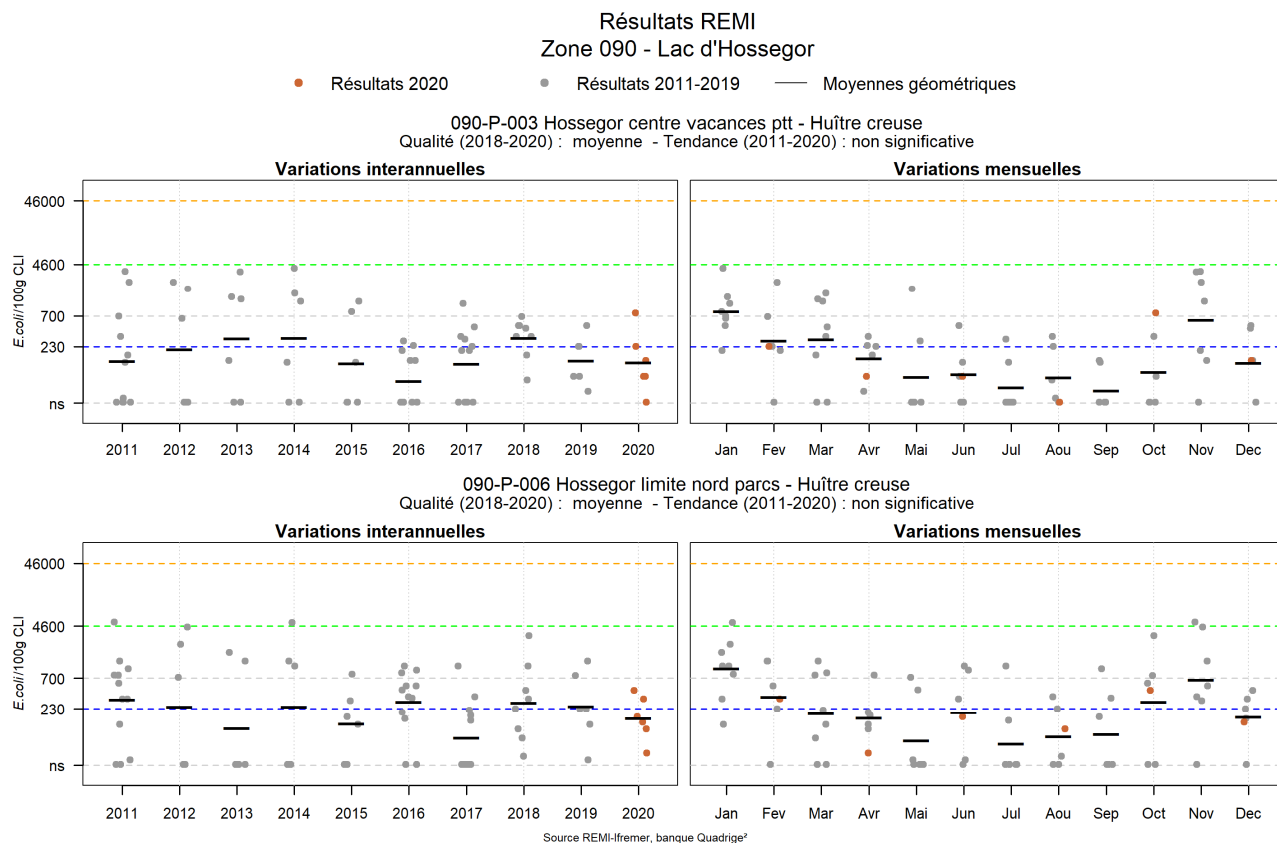 Résultats REMI
Zone 090 - Lac d'Hossegor
Résultats 2020 Résultats 2011-2019 Moyennes géométriques
090-P-003 Hossegor centre vacances ptt - Huître creuse
Qualité (2018-2020) : moyenne - Tendance (2011-2020) : non significative
Variations interannuelles Variations mensuelles
E.coli/100g CLI
46000
4600
700
230
ns
2011 2012 2013 2014 2015 2016 2017 2018 2019 2020 Jan Fev Mar Avr Mai Jun Jul Aou Sep Oct Nov Dec
090-P-006 Hossegor limite nord parcs - Huître creuse
Qualité (2018-2020) : moyenne - Tendance (2011-2020) : non significative
Variations interannuelles Variations mensuelles
E.coli/100g CLI
46000
4600
700
230
ns
2011 2012 2013 2014 2015 2016 2017 2018 2019 2020 Jan Fev Mar Avr Mai Jun Jul Aou Sep Oct Nov Dec
Source REMI-Ifremer, banque Quadrige²